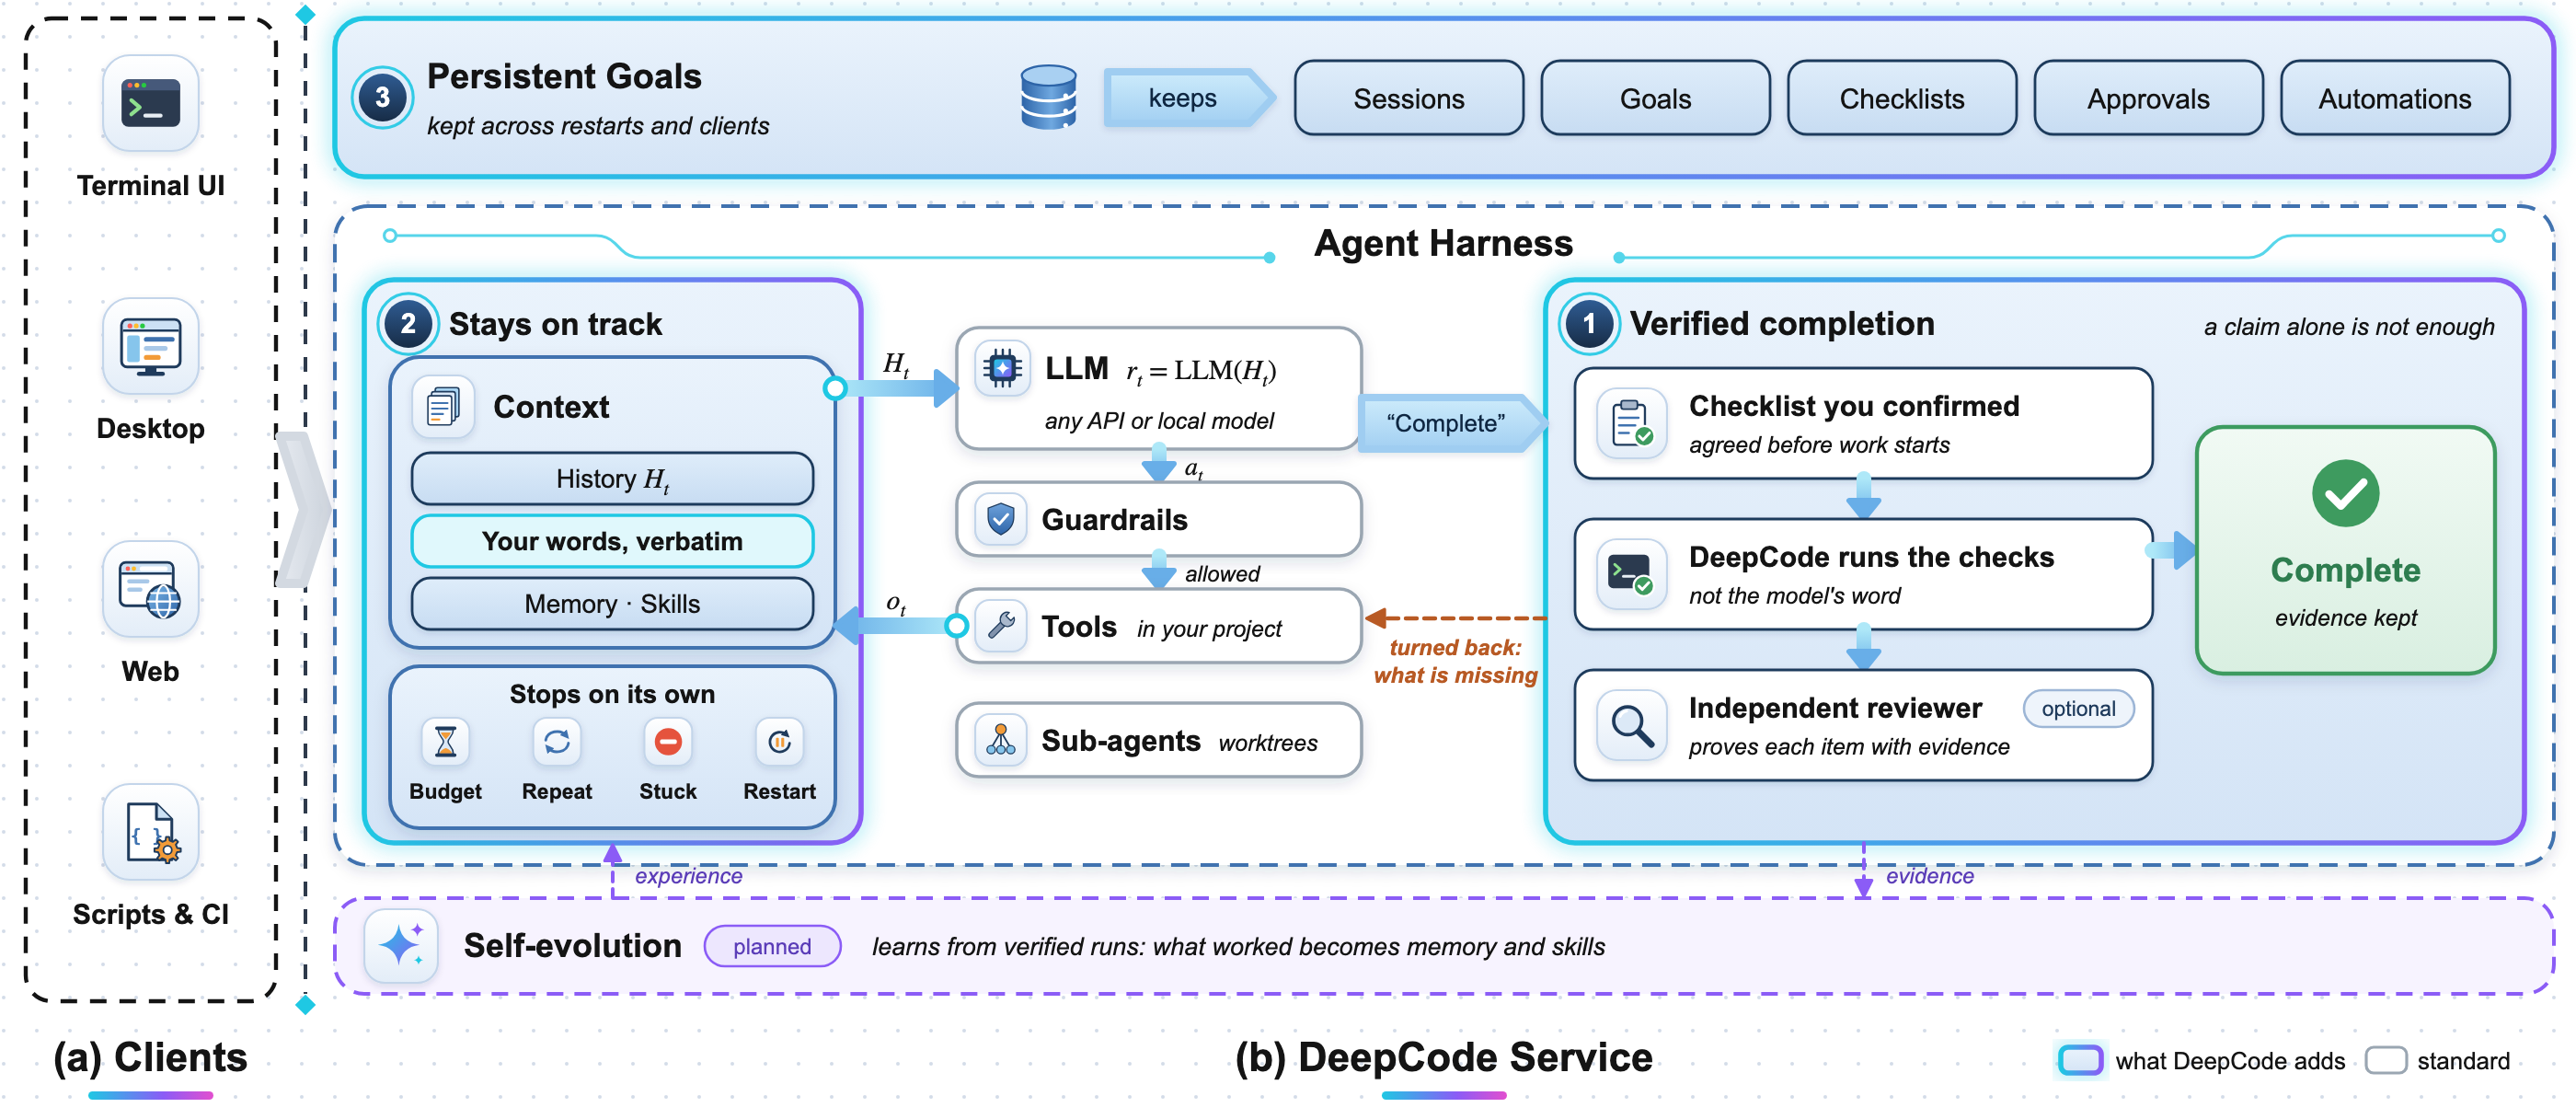 Terminal UI
Desktop
Web
Scripts & CI
(a) Clients
3
Persistent Goals
kept across restarts and clients
keeps
Sessions
Goals
Checklists
Approvals
Automations
Agent Harness
2
Stays on track
Context
History Hₜ
Your words, verbatim
Memory · Skills
Stops on its own
Budget
Repeat
Stuck
Restart
Hₜ
LLM rₜ = LLM(Hₜ)
any API or local model
aₜ
Guardrails
allowed
oₜ
Tools in your project
Sub-agents worktrees
“Complete”
turned back:
what is missing
1
Verified completion
a claim alone is not enough
Checklist you confirmed
agreed before work starts
DeepCode runs the checks
not the model's word
Independent reviewer
optional
proves each item with evidence
Complete
evidence kept
experience
evidence
Self-evolution
planned
learns from verified runs: what worked becomes memory and skills
(b) DeepCode Service
what DeepCode adds
standard